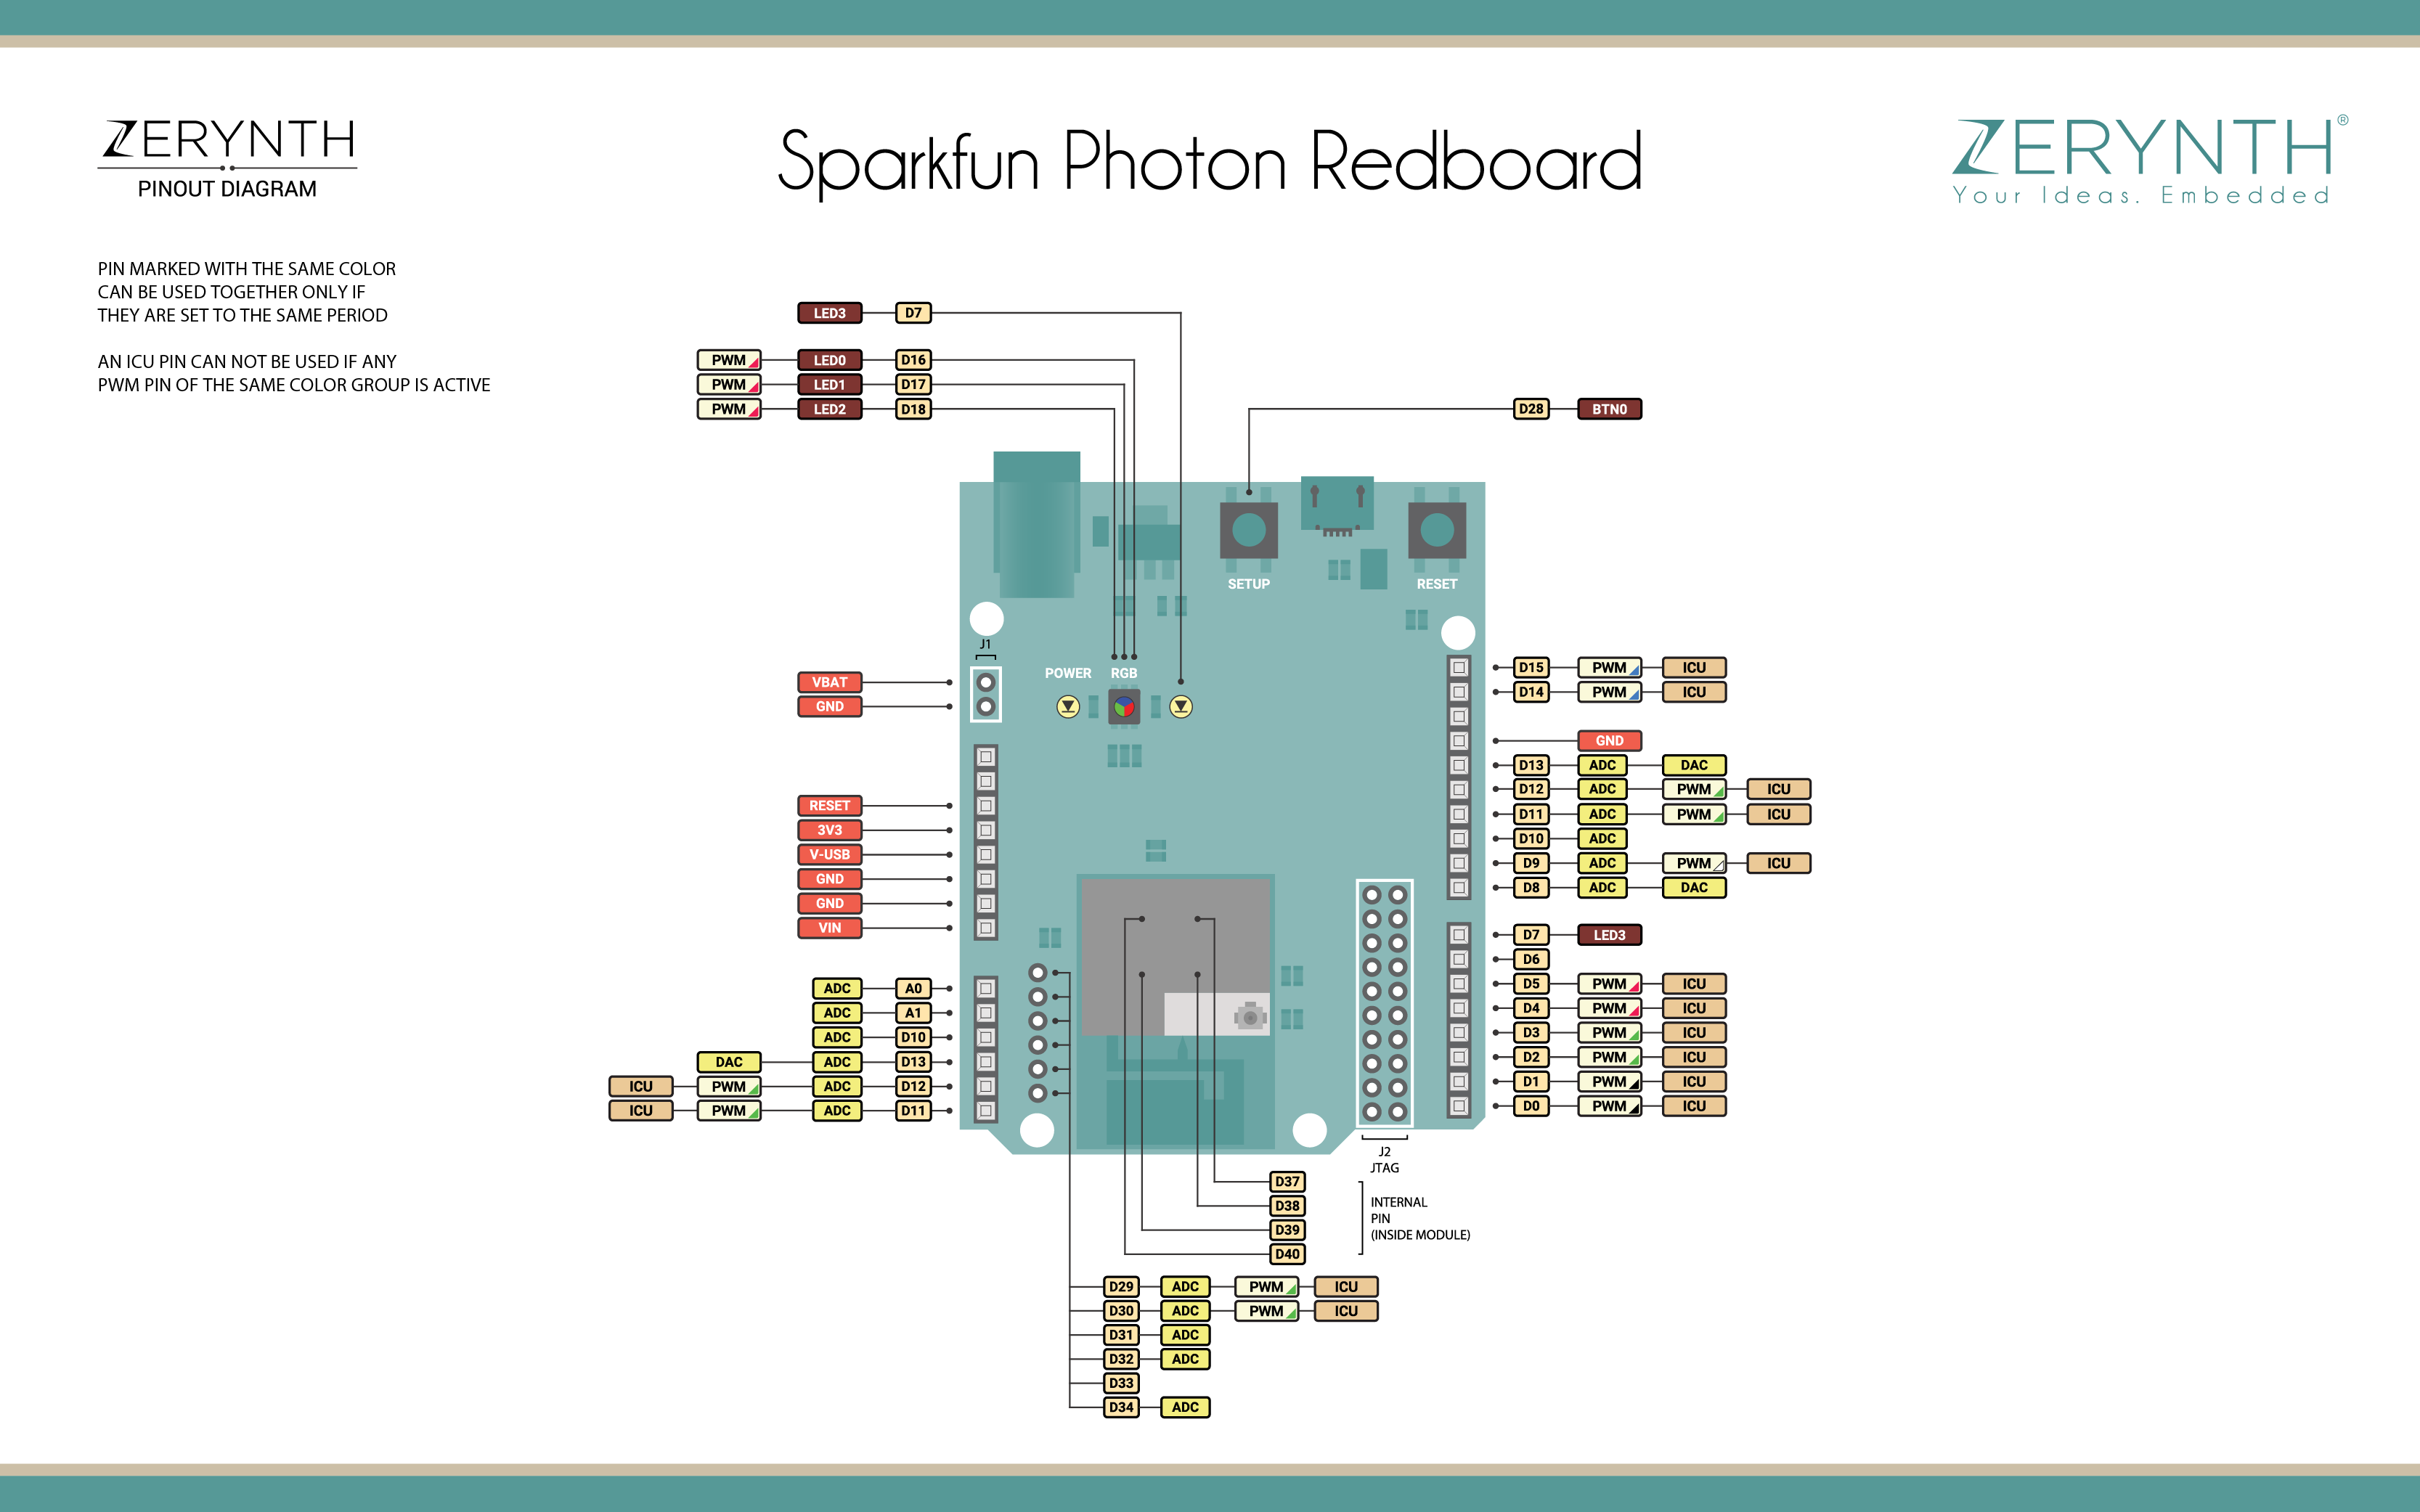 ZERYNTH
PINOUT DIAGRAM
Sparkfun Photon Redboard
ZERYNTH®
Your Ideas. Embedded
PIN MARKED WITH THE SAME COLOR
CAN BE USED TOGETHER ONLY IF
THEY ARE SET TO THE SAME PERIOD
AN ICU PIN CAN NOT BE USED IF ANY
PWM PIN OF THE SAME COLOR GROUP IS ACTIVE
LED3 D7
PWM LED0 D16
PWM LED1 D17
PWM LED2 D18
D28 BTN0
SETUP
RESET
J1
POWER RGB
VBAT
GND
RESET
3V3
V-USB
GND
GND
VIN
ADC A0
ADC A1
ADC D10
DAC ADC D13
ICU PWM ADC D12
ICU PWM ADC D11
D15 PWM ICU
D14 PWM ICU
GND
D13 ADC DAC
D12 ADC PWM ICU
D11 ADC PWM ICU
D10 ADC
D9 ADC PWM ICU
D8 ADC DAC
D7 LED3
D6
D5 PWM ICU
D4 PWM ICU
D3 PWM ICU
D2 PWM ICU
D1 PWM ICU
D0 PWM ICU
J2
JTAG
D37
D38
D39
D40
INTERNAL
PIN
(INSIDE MODULE)
D29 ADC PWM ICU
D30 ADC PWM ICU
D31 ADC
D32 ADC
D33
D34 ADC